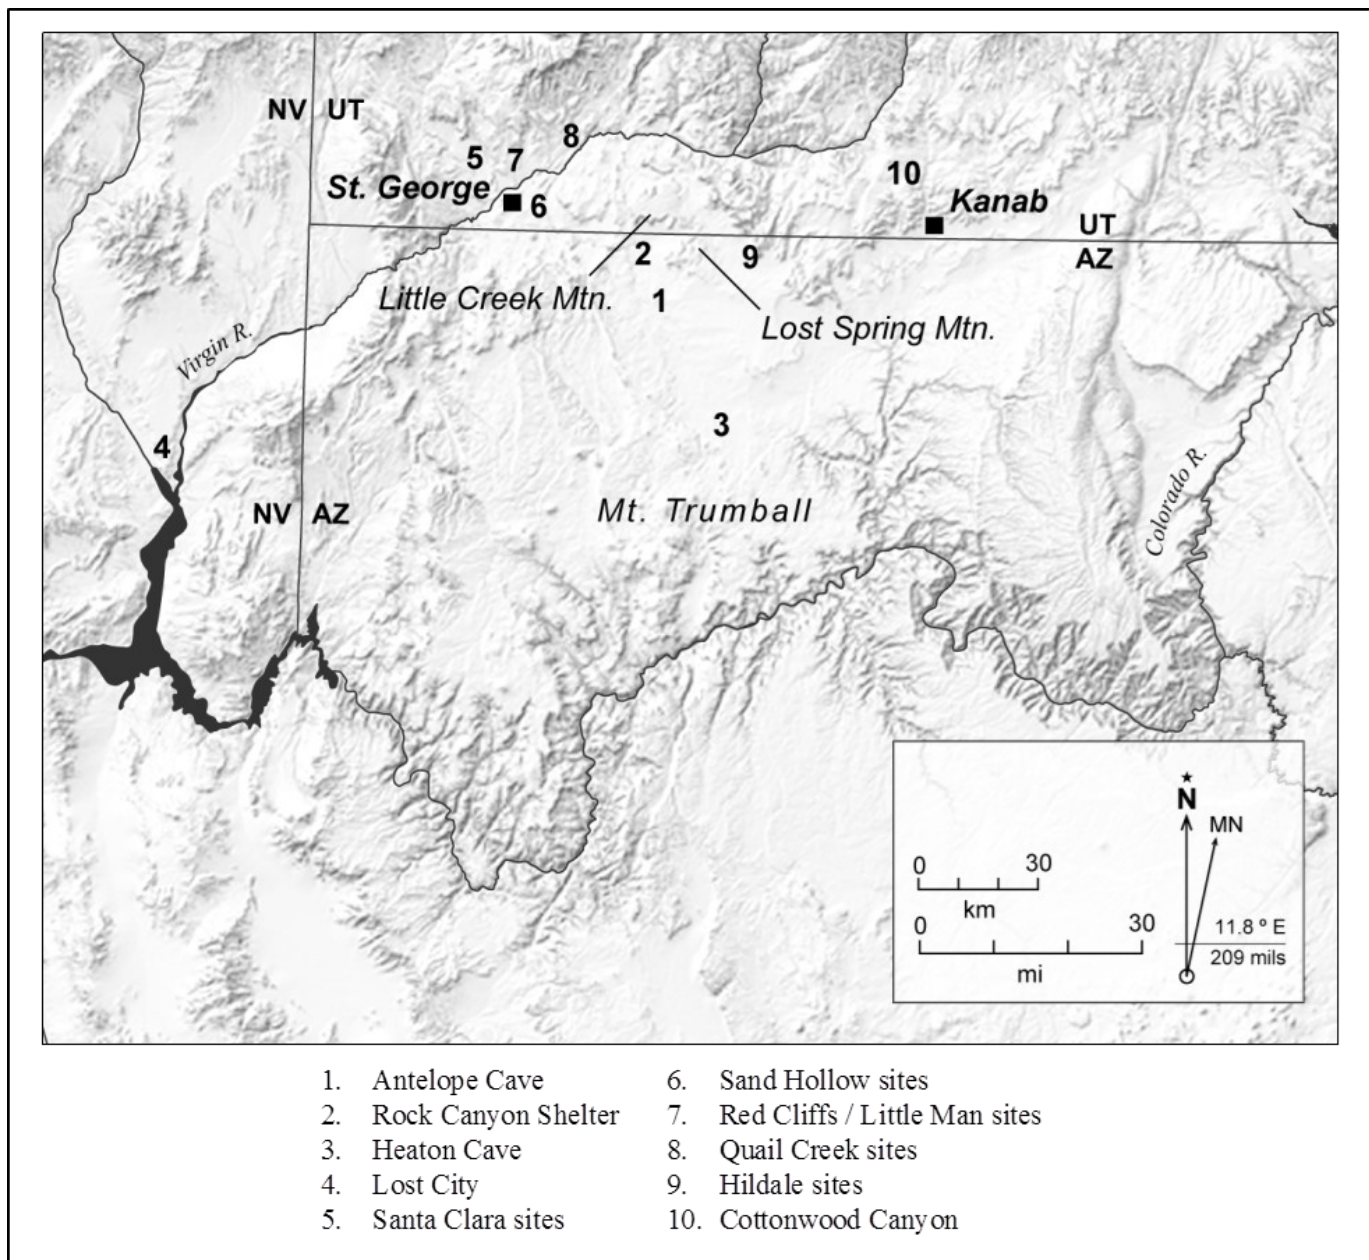 NV UT
8
5 7
St. George
6
10
Kanab
UT
AZ
2
9
Little Creek Mtn.
1
Lost Spring Mtn.
Virgin R.
3
4
Colorado R.
NV AZ
Mt. Trumball
N
MN
0 30
km
0 30
mi
11.8 º E
209 mils
1. Antelope Cave
2. Rock Canyon Shelter
3. Heaton Cave
4. Lost City
5. Santa Clara sites
6. Sand Hollow sites
7. Red Cliffs / Little Man sites
8. Quail Creek sites
9. Hildale sites
10. Cottonwood Canyon